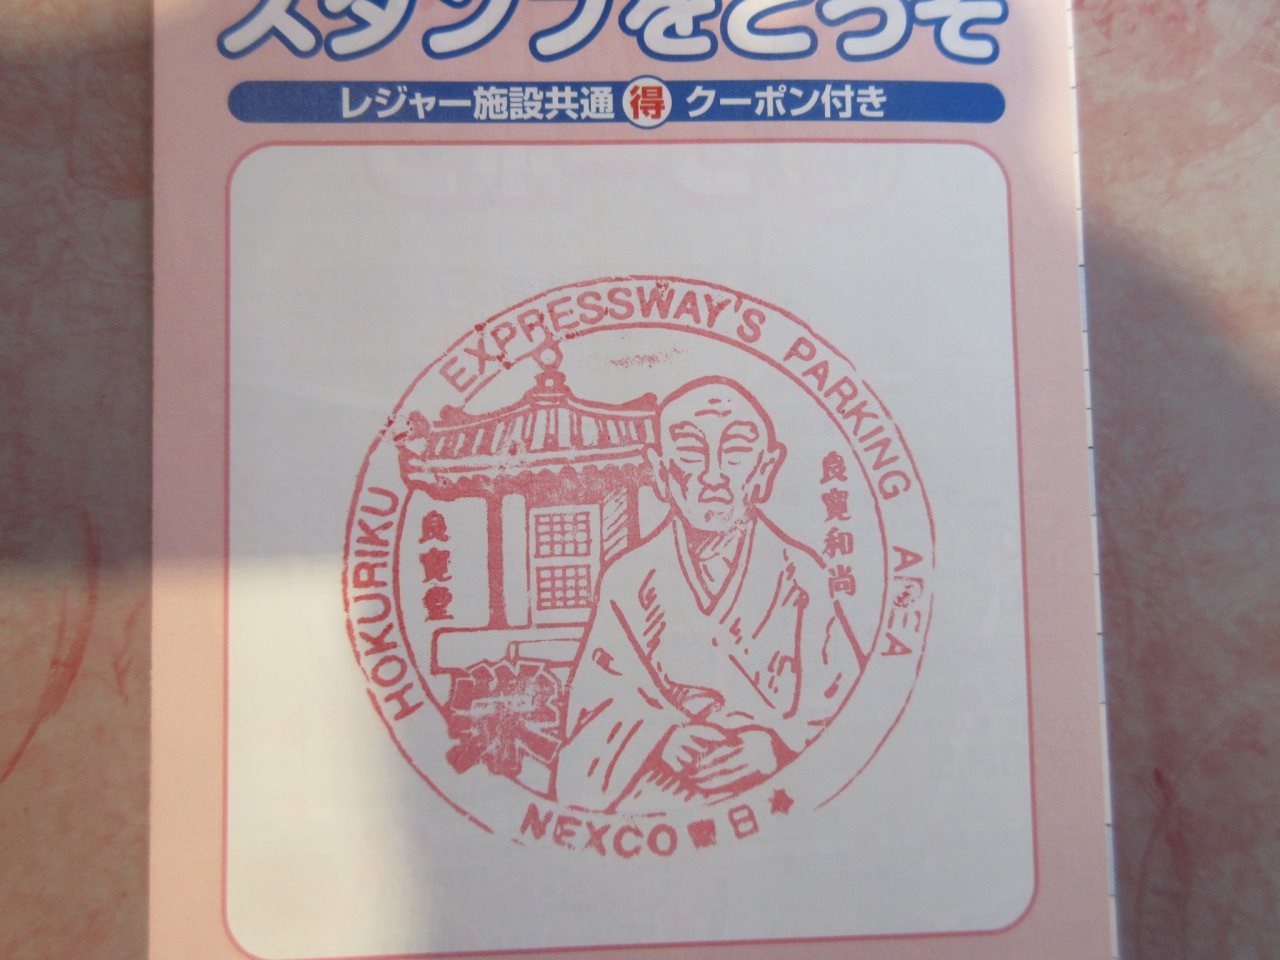 スタンプをどうぞ
レジャー施設共通 得 クーポン付き
HOKURIKU EXPRESSWAY'S PARKING AREA
良寛和尚
良寛堂
栄
NEXCO 東日本